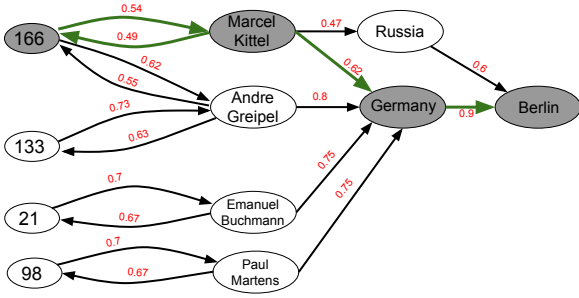 0.54
Marcel
Kittel
0.47
Russia
166
0.49
0.62
0.62
0.6
0.55
Andre
Greipel
0.8
Germany
0.9
Berlin
0.73
133
0.63
0.75
0.75
0.7
21
Emanuel
Buchmann
0.67
0.7
98
Paul
Martens
0.67